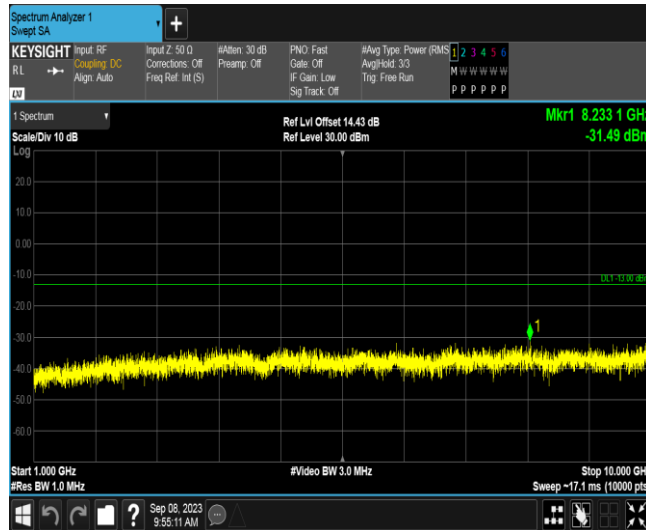 Spectrum Analyzer 1
Swept SA
+
KEYSIGHT Input: RF Input Z: 50 Ω #Atten: 30 dB PNO: Fast #Avg Type: Power (RMS 1 2 3 4 5 6
RL Coupling: DC Corrections: Off Preamp: Off Gate: Off Avg|Hold: 3/3 M W W W W W
Align: Auto Freq Ref: Int (S) IF Gain: Low Trig: Free Run
Sig Track: Off P P P P P P
LXI
1 Spectrum Ref Lvl Offset 14.43 dB Mkr1 8.233 1 GHz
Scale/Div 10 dB Ref Level 30.00 dBm -31.49 dBm
Log
20.0
10.0
0.00
-10.0
DL1 -13.00 dB
-20.0
-30.0
1
-40.0
-50.0
-60.0
Start 1.000 GHz #Video BW 3.0 MHz Stop 10.000 GH
#Res BW 1.0 MHz Sweep ~17.1 ms (10000 pts
? Sep 08, 2023
9:55:11 AM